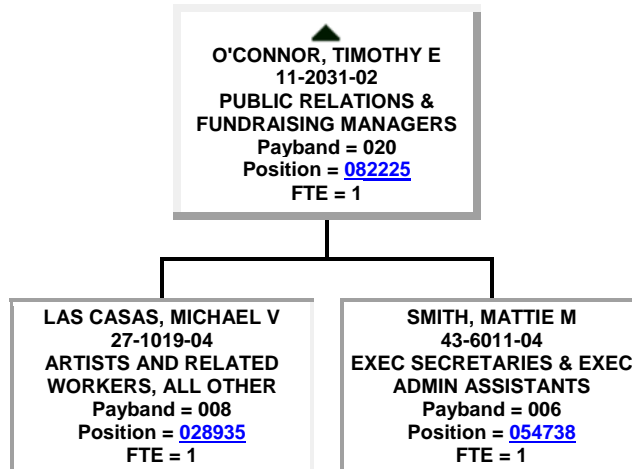 O'CONNOR, TIMOTHY E
11-2031-02
PUBLIC RELATIONS &
FUNDRAISING MANAGERS
Payband = 020
Position = 082225
FTE = 1
LAS CASAS, MICHAEL V
27-1019-04
ARTISTS AND RELATED
WORKERS, ALL OTHER
Payband = 008
Position = 028935
FTE = 1
SMITH, MATTIE M
43-6011-04
EXEC SECRETARIES & EXEC
ADMIN ASSISTANTS
Payband = 006
Position = 054738
FTE = 1